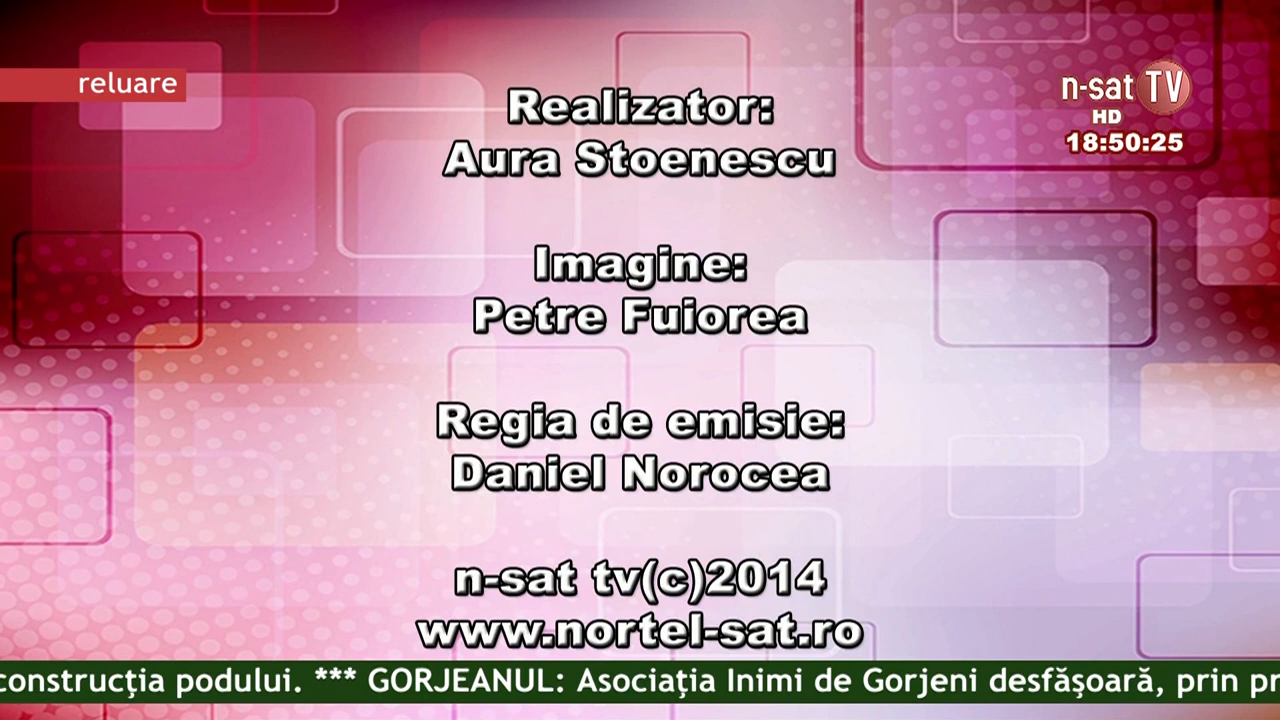 reluare
n-sat TV
HD
18:50:25
Realizator:
Aura Stoenescu
Imagine:
Petre Fuiorea
Regia de emisie:
Daniel Norocea
n-sat tv(c)2014
www.nortel-sat.ro
construcţia podului. *** GORJEANUL: Asociaţia Inimi de Gorjeni desfăşoară, prin pr